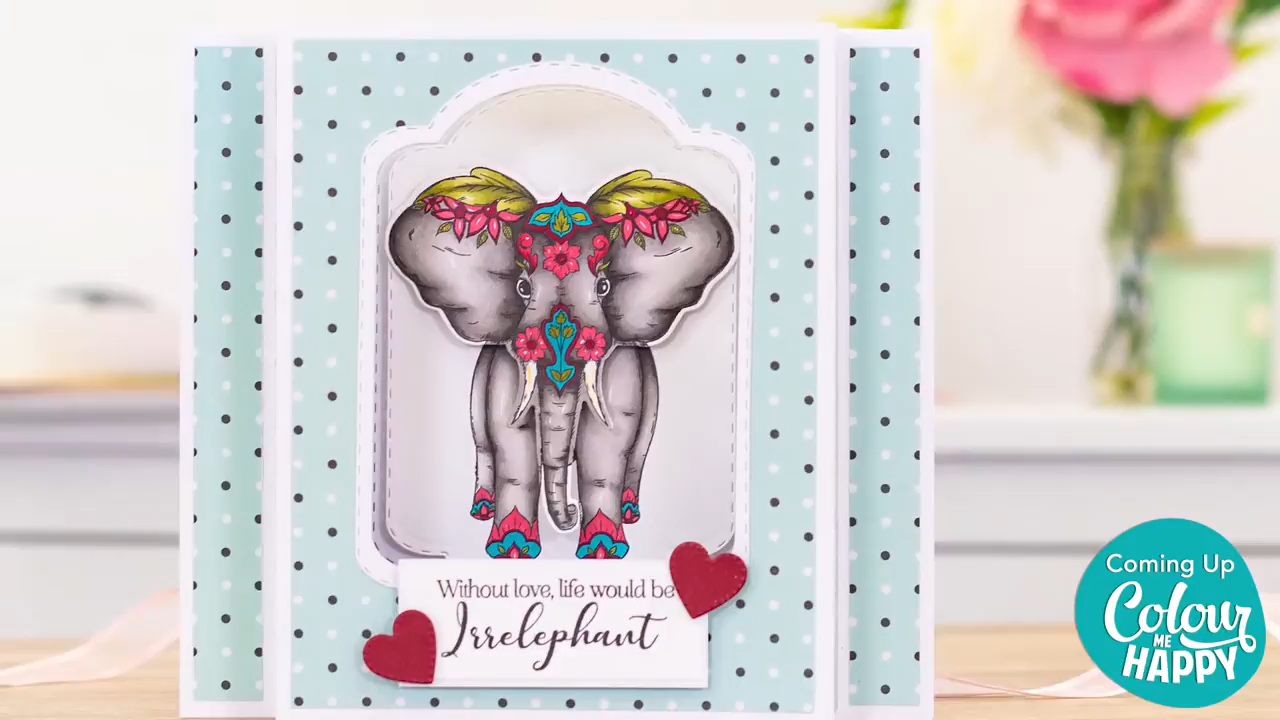 Without love, life would be
Irrelephant
Coming Up
Colour
ME
HAPPY